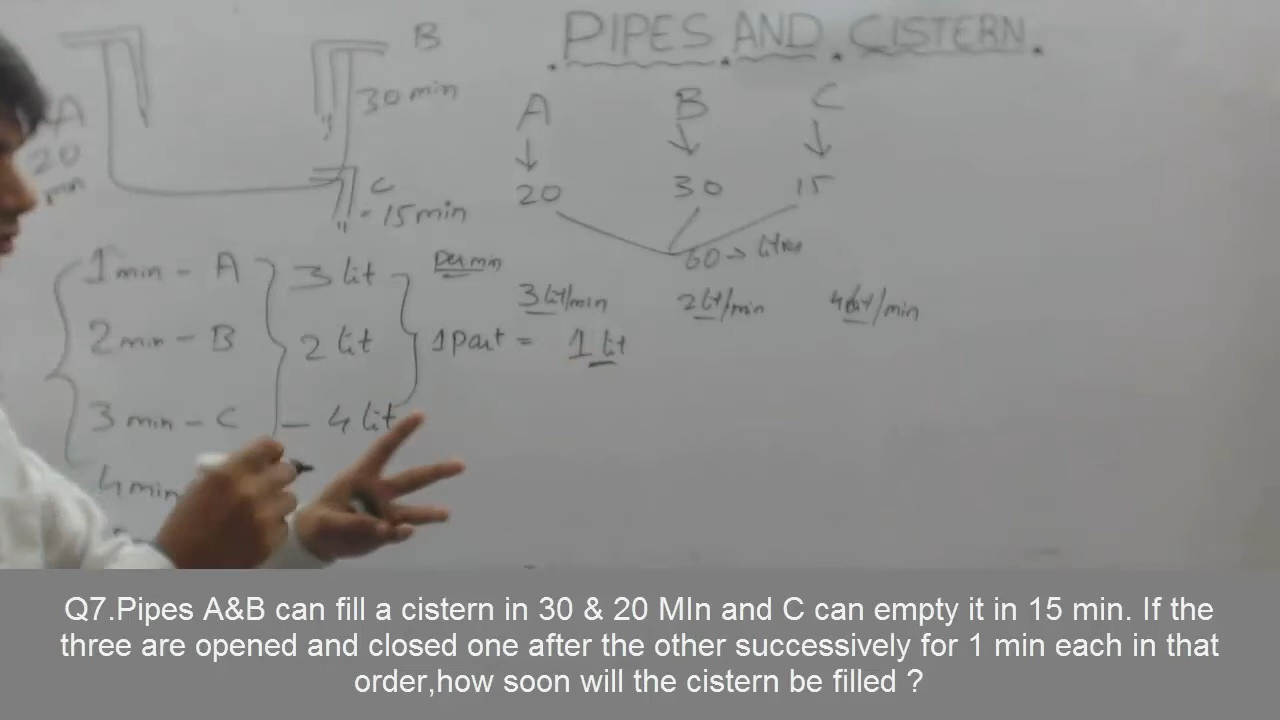 PIPES AND CISTERN.
B
30 min
A
20
min
C
- 15 min
A B C
20 30 15
60 → litres
1 min - A 3 lit per min
3 lit/min 2 lit/min 4 lit/min
2 min - B 2 lit 1 Part = 1 lit
3 min - C - 4 lit
4 min
Q7.Pipes A&B can fill a cistern in 30 & 20 MIn and C can empty it in 15 min. If the
three are opened and closed one after the other successively for 1 min each in that
order,how soon will the cistern be filled ?